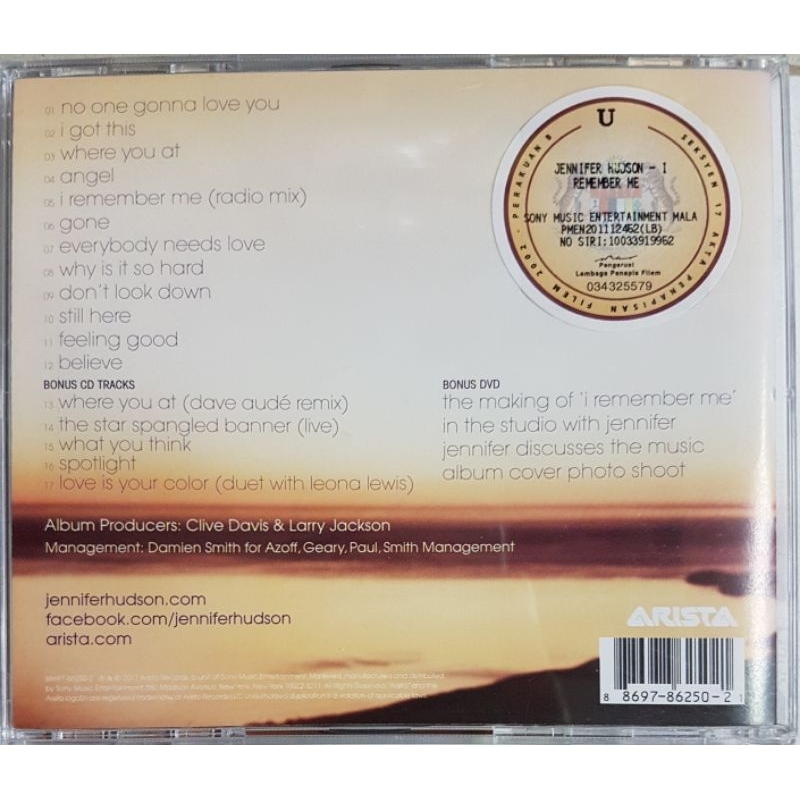 01 no one gonna love you
02 i got this
03 where you at
04 angel
05 i remember me (radio mix)
06 gone
07 everybody needs love
08 why is it so hard
09 don't look down
10 still here
11 feeling good
12 believe
BONUS CD TRACKS
13 where you at (dave audé remix)
14 the star spangled banner (live)
15 what you think
16 spotlight
17 love is your color (duet with leona lewis)
BONUS DVD
the making of 'i remember me'
in the studio with jennifer
jennifer discusses the music
album cover photo shoot
Album Producers: Clive Davis & Larry Jackson
Management: Damien Smith for Azoff, Geary, Paul, Smith Management
jenniferhudson.com
facebook.com/jenniferhudson
arista.com
ARISTA
8 8697-86250-2
PERAKUAN B
SEKSYEN 17 AKTA PENAPISAN FILEM 2002
U
JENNIFER HUDSON - I
REMEMBER ME
SONY MUSIC ENTERTAINMENT MALA
PMEN201112462(LB)
NO SIRI:10033919962
Pengerusi
Lembaga Penapis Filem
034325579